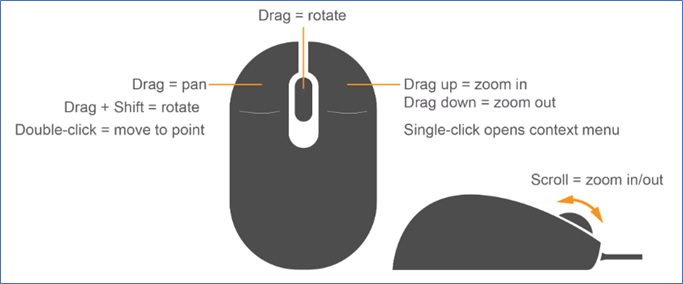 Drag = rotate
Drag = pan
Drag + Shift = rotate
Double-click = move to point
Drag up = zoom in
Drag down = zoom out
Single-click opens context menu
Scroll = zoom in/out